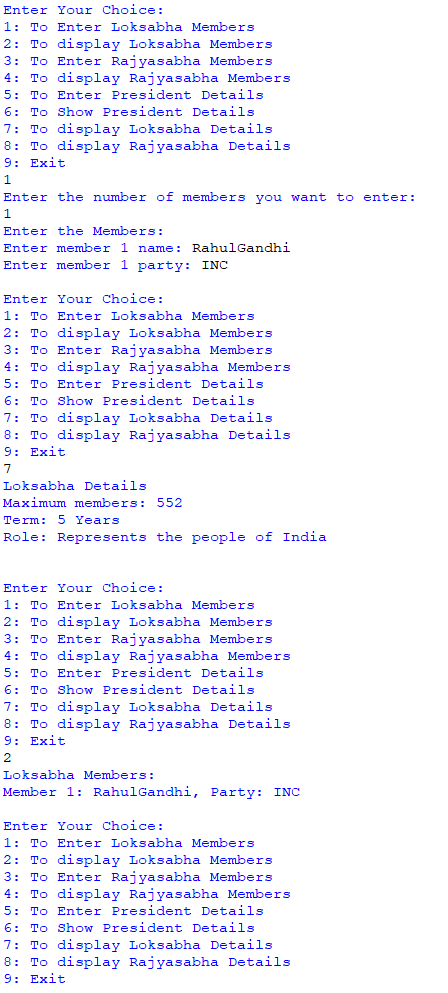 Enter Your Choice:
1: To Enter Loksabha Members
2: To display Loksabha Members
3: To Enter Rajyasabha Members
4: To display Rajyasabha Members
5: To Enter President Details
6: To Show President Details
7: To display Loksabha Details
8: To display Rajyasabha Details
9: Exit
1
Enter the number of members you want to enter:
1
Enter the Members:
Enter member 1 name: RahulGandhi
Enter member 1 party: INC
Enter Your Choice:
1: To Enter Loksabha Members
2: To display Loksabha Members
3: To Enter Rajyasabha Members
4: To display Rajyasabha Members
5: To Enter President Details
6: To Show President Details
7: To display Loksabha Details
8: To display Rajyasabha Details
9: Exit
7
Loksabha Details
Maximum members: 552
Term: 5 Years
Role: Represents the people of India
Enter Your Choice:
1: To Enter Loksabha Members
2: To display Loksabha Members
3: To Enter Rajyasabha Members
4: To display Rajyasabha Members
5: To Enter President Details
6: To Show President Details
7: To display Loksabha Details
8: To display Rajyasabha Details
9: Exit
2
Loksabha Members:
Member 1: RahulGandhi, Party: INC
Enter Your Choice:
1: To Enter Loksabha Members
2: To display Loksabha Members
3: To Enter Rajyasabha Members
4: To display Rajyasabha Members
5: To Enter President Details
6: To Show President Details
7: To display Loksabha Details
8: To display Rajyasabha Details
9: Exit